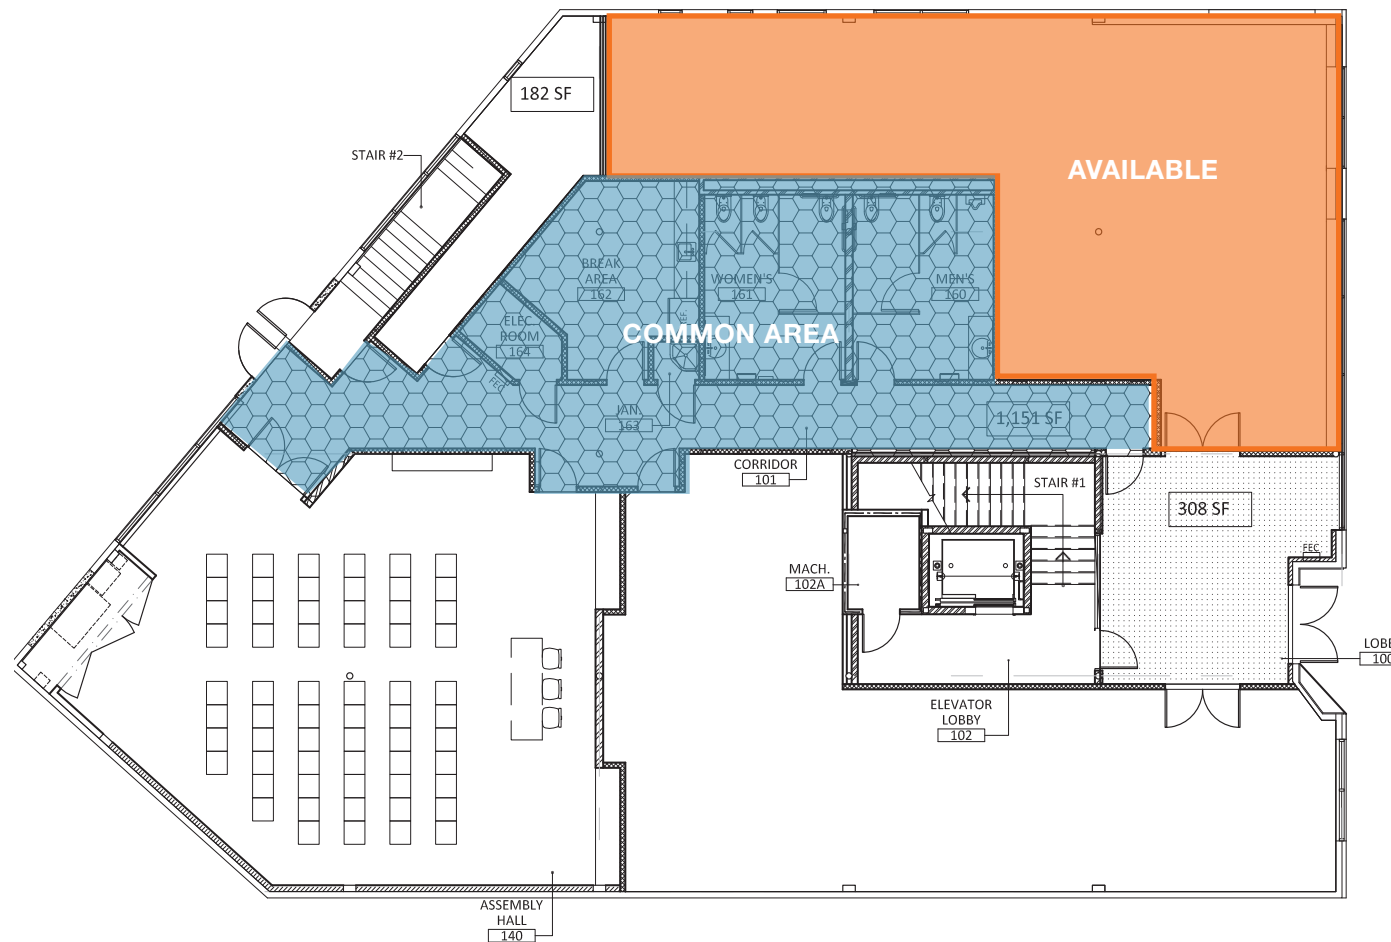 182 SF
STAIR #2
AVAILABLE
BREAK
AREA
162
WOMEN'S
161
MEN'S
160
ELEC
ROOM
164
REF.
COMMON AREA
FEC
JAN.
163
1,151 SF
CORRIDOR
101
STAIR #1
308 SF
FEC
MACH.
102A
LOBB
100
ELEVATOR
LOBBY
102
ASSEMBLY
HALL
140